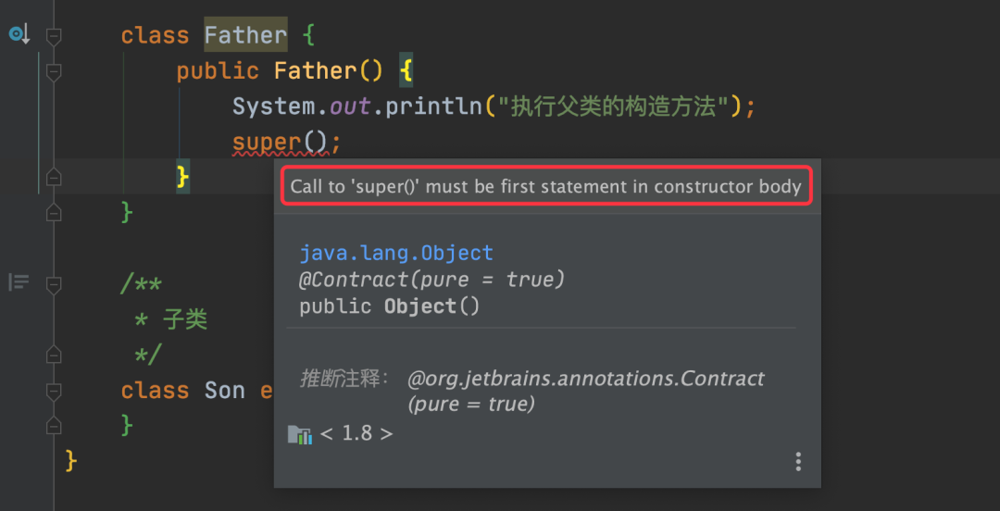 class Father {
public Father() {
System.out.println("执行父类的构造方法");
super();
}
Call to 'super()' must be first statement in constructor body
}
java.lang.Object
@Contract(pure = true)
public Object()
/**
* 子类
*/
推断注释: @org.jetbrains.annotations.Contract
(pure = true)
class Son e
}
< 1.8 >
}